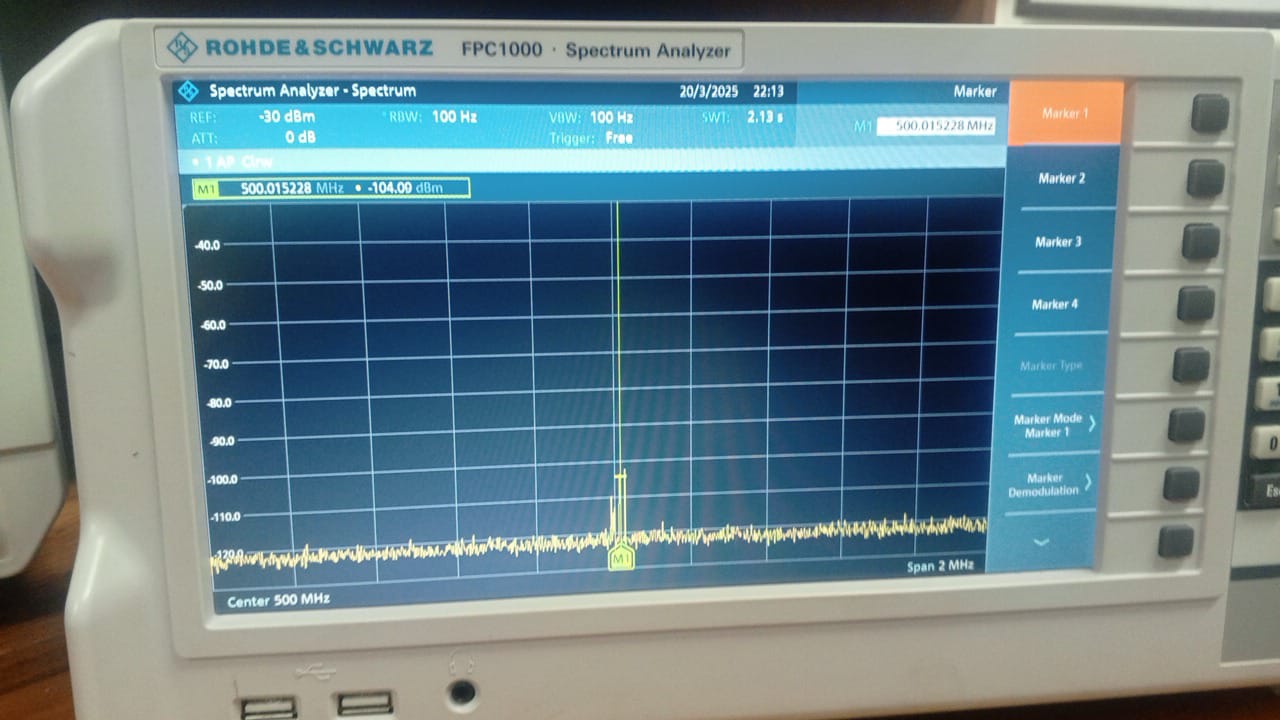 ROHDE&SCHWARZ FPC1000 · Spectrum Analyzer
Spectrum Analyzer - Spectrum 20/3/2025 22:13 Marker
REF: -30 dBm RBW: 100 Hz VBW: 100 Hz SWT: 2.13 s M1 500.015228 MHz
ATT: 0 dB Trigger: Free
1 AP Clrw
M1 500.015228 MHz • -104.09 dBm
-40.0
-50.0
-60.0
-70.0
-80.0
-90.0
-100.0
-110.0
-120.0
M1
Center 500 MHz Span 2 MHz
Marker 1
Marker 2
Marker 3
Marker 4
Marker Type
Marker Mode
Marker 1
Marker
Demodulation
0